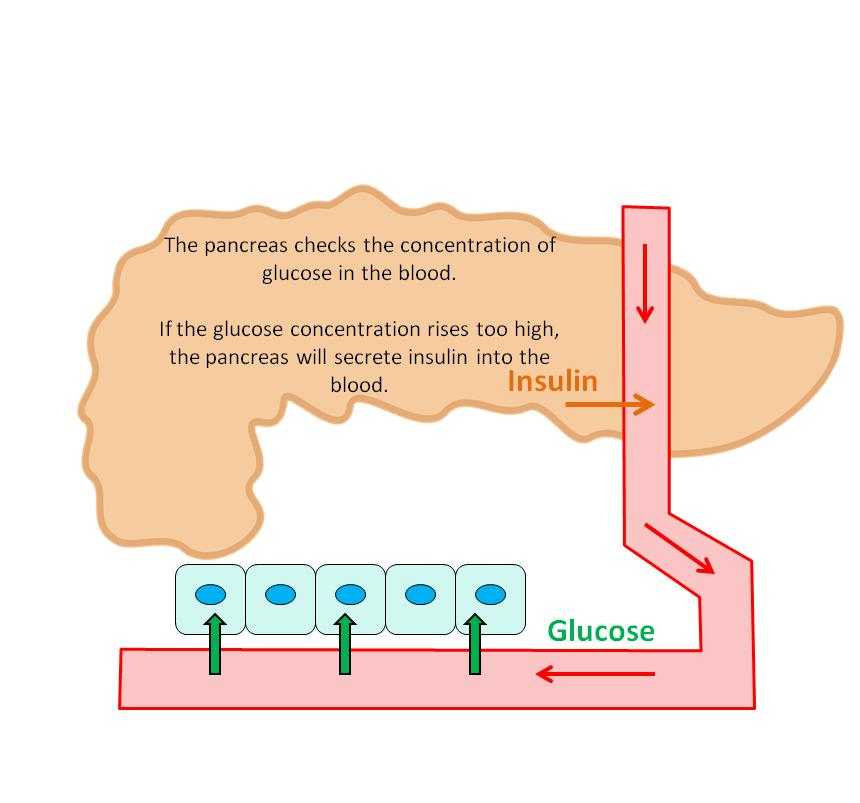 The pancreas checks the concentration of
glucose in the blood.
If the glucose concentration rises too high,
the pancreas will secrete insulin into the
blood.
Insulin
Glucose